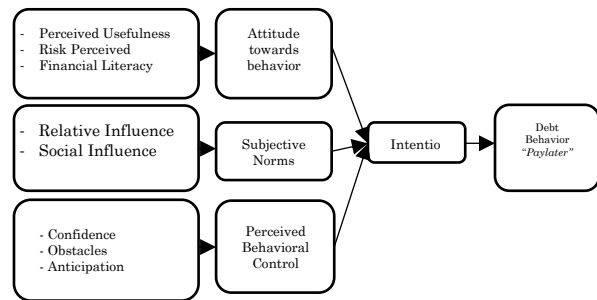 - Perceived Usefulness
- Risk Perceived
- Financial Literacy
Attitude
towards
behavior
- Relative Influence
- Social Influence
Subjective
Norms
Intentio
Debt
Behavior
“Paylater”
- Confidence
- Obstacles
- Anticipation
Perceived
Behavioral
Control